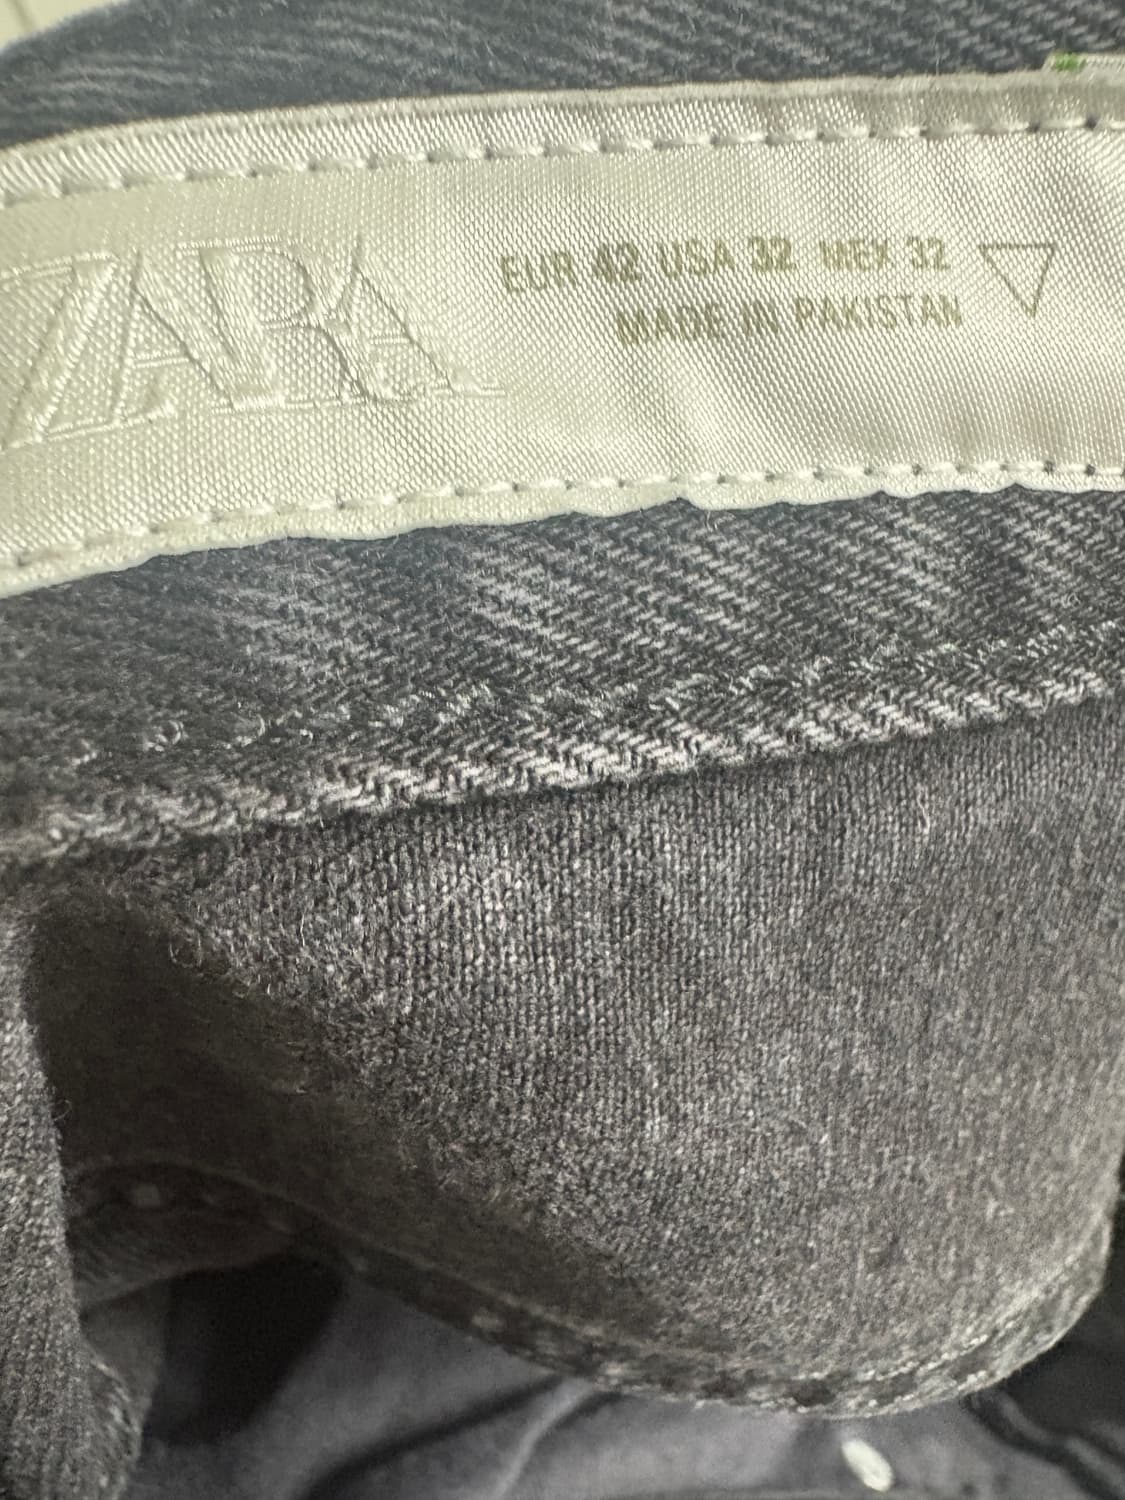 ZARA
EUR 42 USA 32 MEX 32
MADE IN PAKISTAN